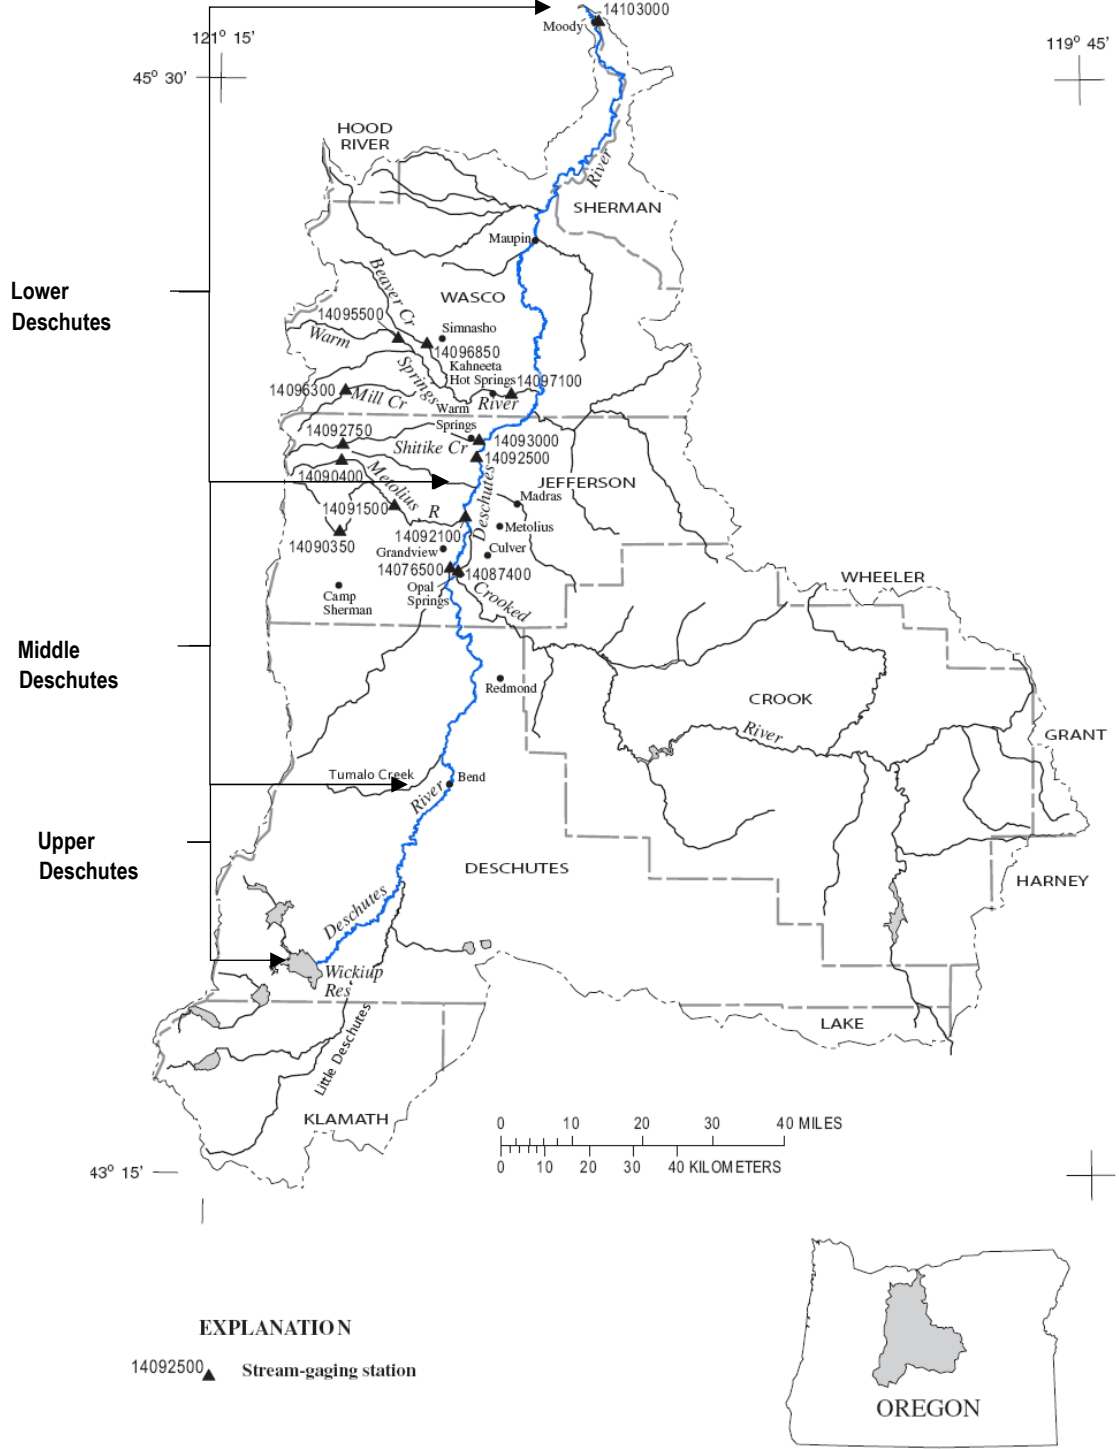 14103000
Moody
121° 15'
119° 45'
45° 30'
HOOD
RIVER
River
SHERMAN
Maupin
Beaver Cr
WASCO
Lower
Deschutes
14095500
Simnasho
Warm
14096850
Kahneeta
Hot Springs
14097100
Springs
14096300
Mill Cr
River
Warm
Springs
14092750
Shitike Cr
14093000
14092500
14090400
Metolius
R
Deschutes
JEFFERSON
Madras
14091500
Metolius
14092100
14090350
Grandview
Culver
14076500
14087400
WHEELER
Opal
Springs
Crooked
Camp
Sherman
Middle
Deschutes
Redmond
CROOK
River
GRANT
Tumalo Creek
Bend
River
Upper
Deschutes
DESCHUTES
HARNEY
Deschutes
Wickiup
Res
LAKE
Little Deschutes
KLAMATH
0 10 20 30 40 MILES
0 10 20 30 40 KILOMETERS
43° 15'
EXPLANATION
14092500
Stream-gaging station
OREGON